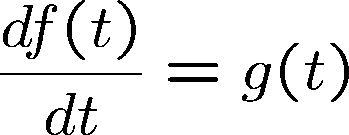 df(t)/dt = g(t)